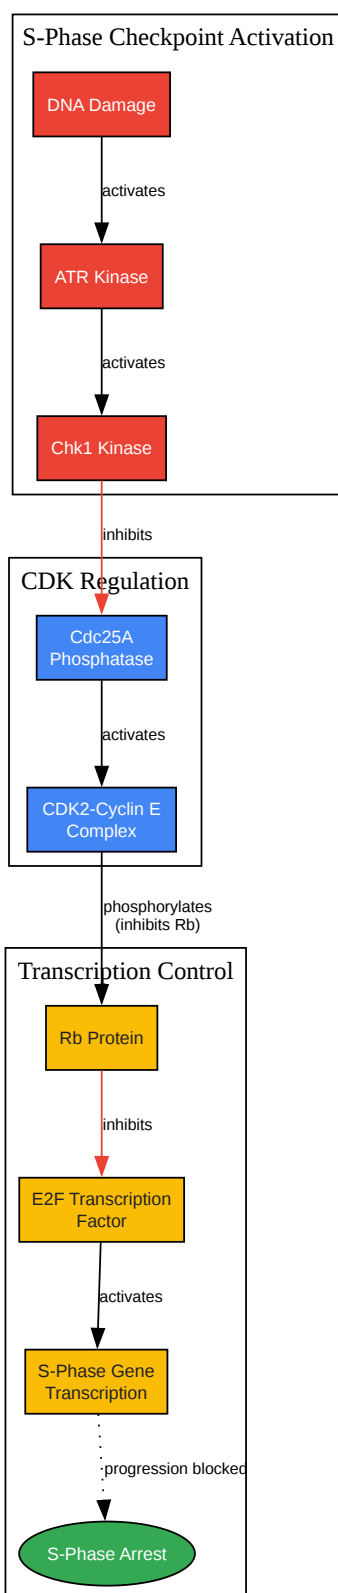 S-Phase Checkpoint Activation
DNA Damage
activates
ATR Kinase
activates
Chk1 Kinase
inhibits
CDK Regulation
Cdc25A
Phosphatase
activates
CDK2-Cyclin E
Complex
phosphorylates
(inhibits Rb)
Transcription Control
Rb Protein
inhibits
E2F Transcription
Factor
activates
S-Phase Gene
Transcription
progression blocked
S-Phase Arrest